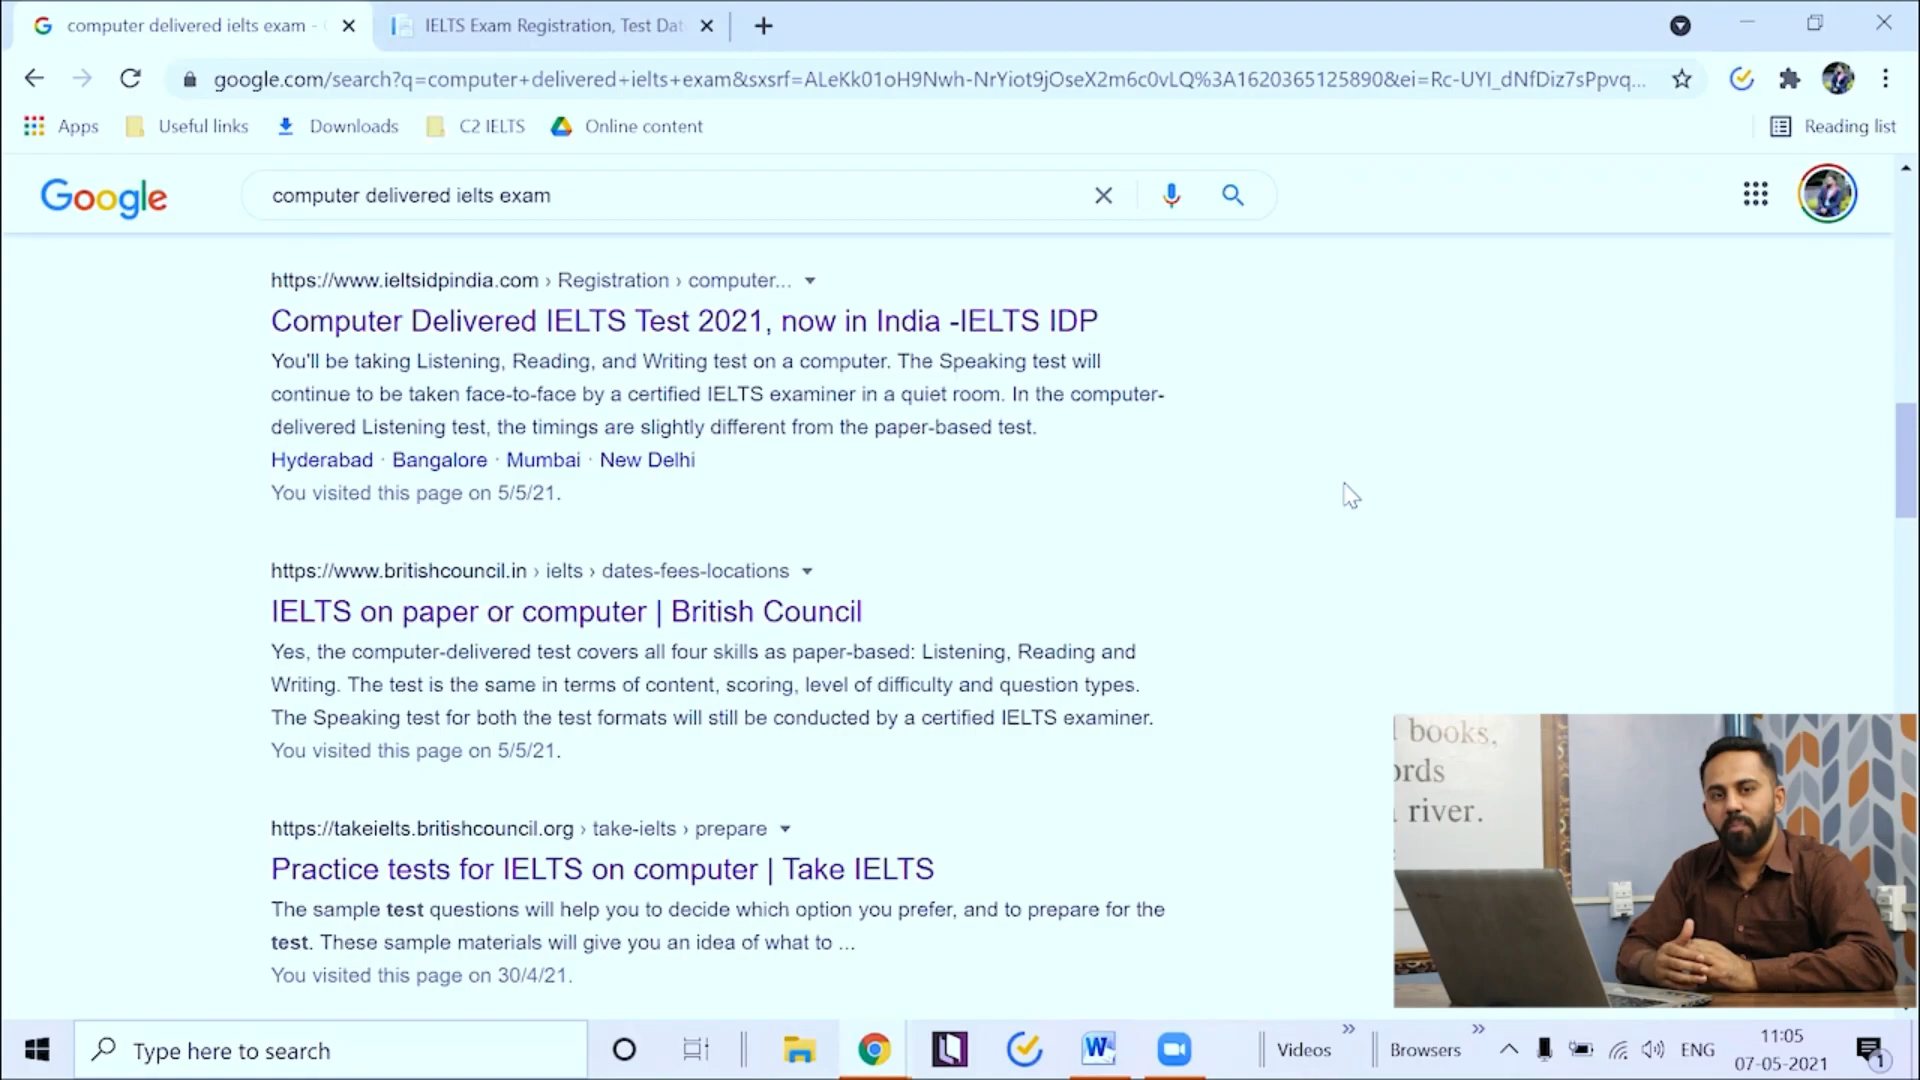 computer delivered ielts exam -
IELTS Exam Registration, Test Dat
google.com/search?q=computer+delivered+ielts+exam&sxsrf=ALeKk01oH9Nwh-NrYiot9jOseX2m6c0vLQ%3A1620365125890&ei=Rc-UYI_dNfDiz7sPpvq...
Apps
Useful links
Downloads
C2 IELTS
Online content
Reading list
Google
computer delivered ielts exam
https://www.ieltsidpindia.com › Registration › computer...
Computer Delivered IELTS Test 2021, now in India -IELTS IDP
You'll be taking Listening, Reading, and Writing test on a computer. The Speaking test will
continue to be taken face-to-face by a certified IELTS examiner in a quiet room. In the computer-
delivered Listening test, the timings are slightly different from the paper-based test.
Hyderabad · Bangalore · Mumbai · New Delhi
You visited this page on 5/5/21.
https://www.britishcouncil.in › ielts › dates-fees-locations
IELTS on paper or computer | British Council
Yes, the computer-delivered test covers all four skills as paper-based: Listening, Reading and
Writing. The test is the same in terms of content, scoring, level of difficulty and question types.
The Speaking test for both the test formats will still be conducted by a certified IELTS examiner.
You visited this page on 5/5/21.
https://takeielts.britishcouncil.org › take-ielts › prepare
Practice tests for IELTS on computer | Take IELTS
The sample test questions will help you to decide which option you prefer, and to prepare for the
test. These sample materials will give you an idea of what to ...
You visited this page on 30/4/21.
books,
ords
river.
Type here to search
W
Videos
Browsers
ENG
11:05
07-05-2021
1